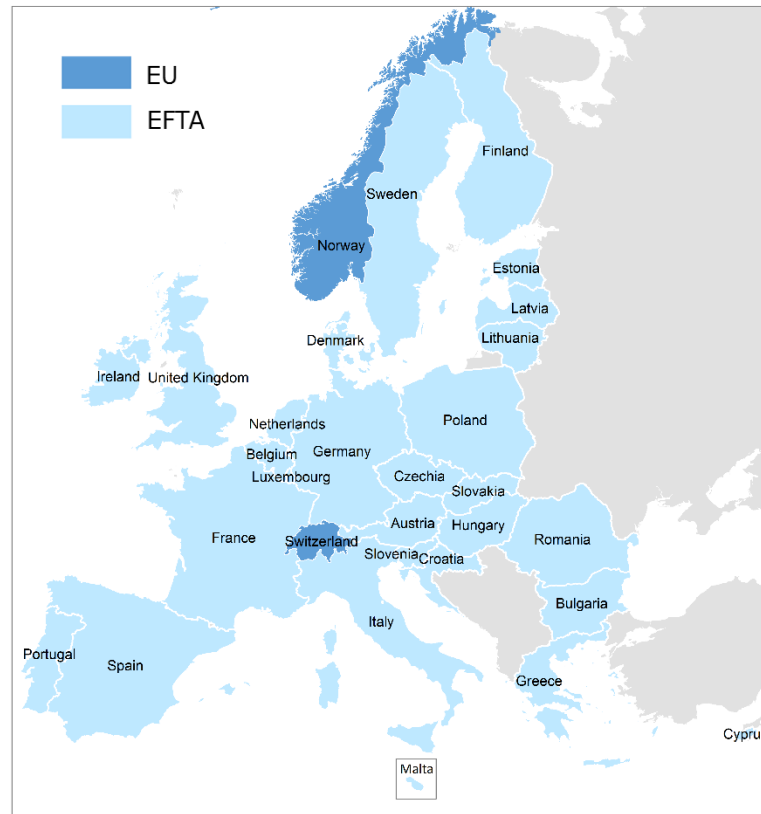 EU
EFTA
Finland
Sweden
Norway
Estonia
Latvia
Denmark
Lithuania
Ireland
United Kingdom
Netherlands
Poland
Belgium
Germany
Luxembourg
Czechia
Slovakia
Austria
Hungary
France
Switzerland
Romania
Slovenia
Croatia
Bulgaria
Italy
Portugal
Spain
Greece
Cypru
Malta